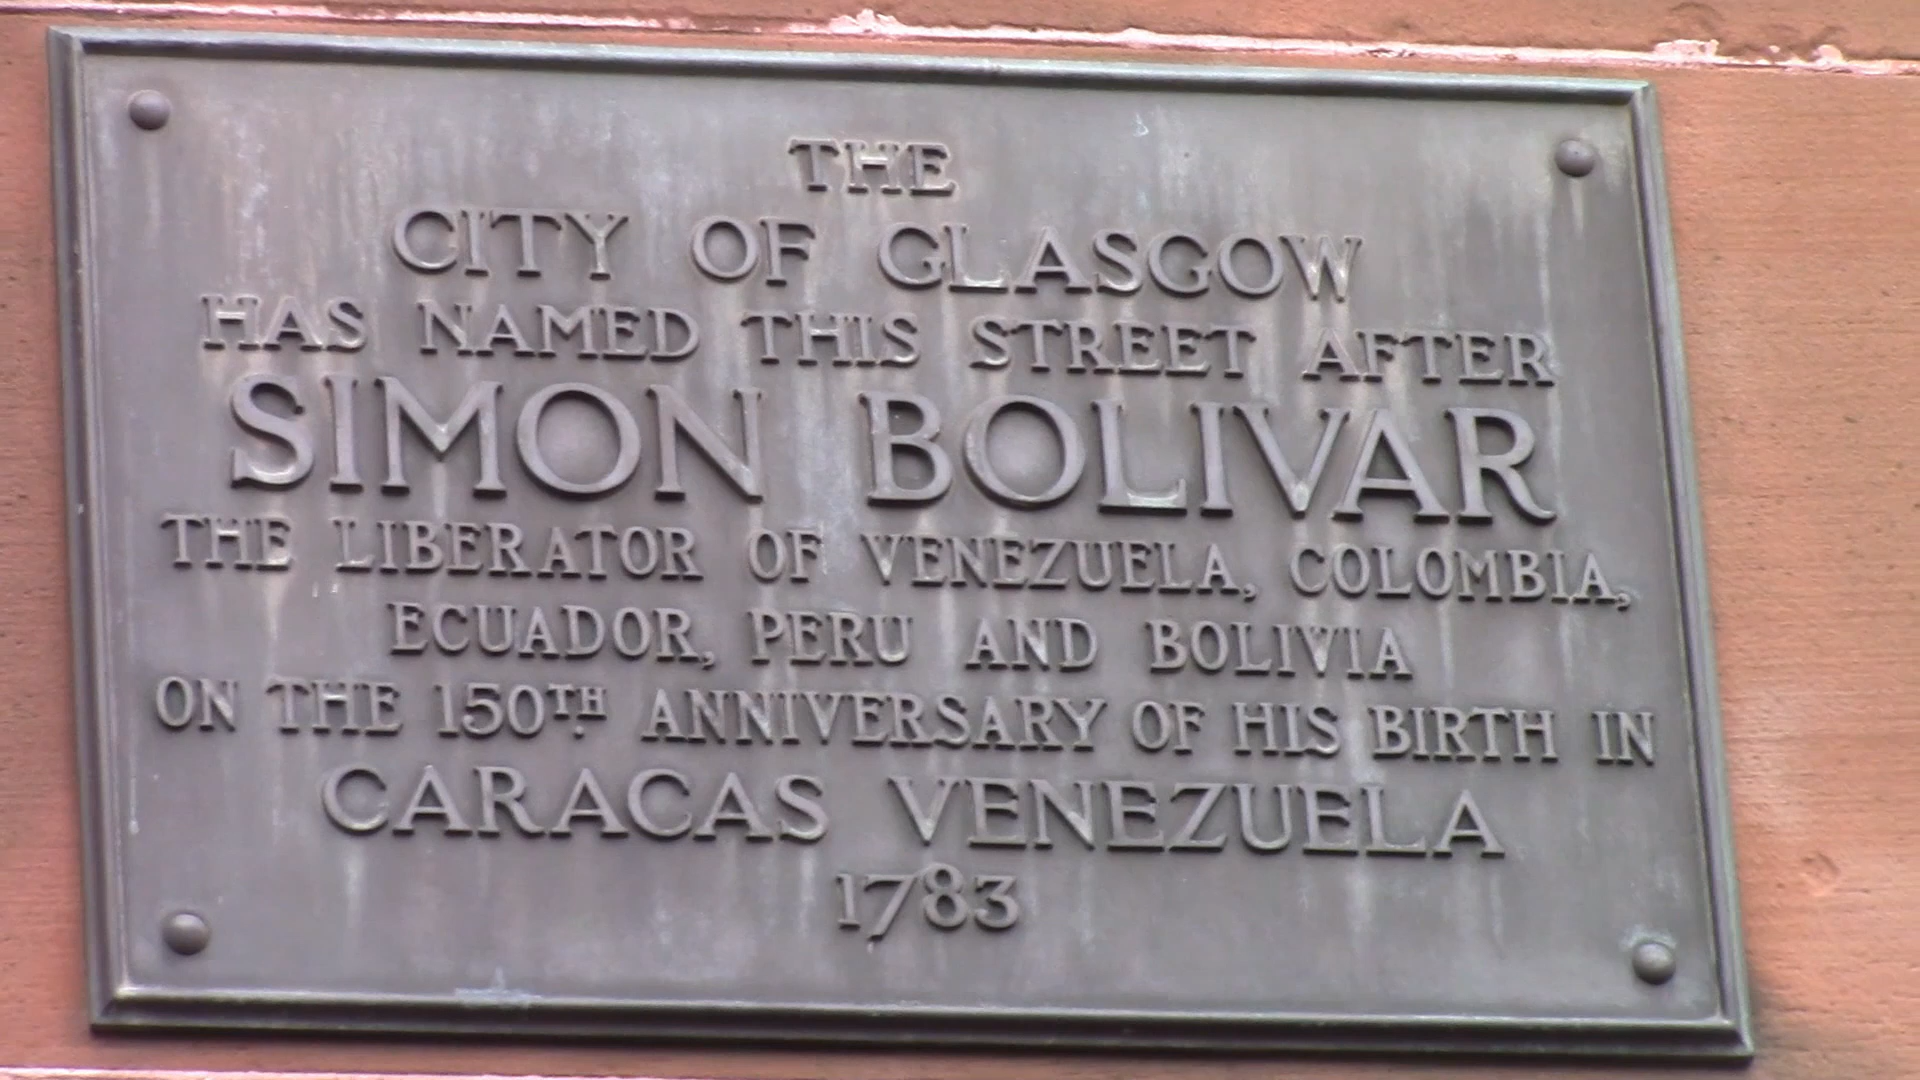 THE
CITY OF GLASGOW
HAS NAMED THIS STREET AFTER
SIMON BOLIVAR
THE LIBERATOR OF VENEZUELA, COLOMBIA,
ECUADOR, PERU AND BOLIVIA
ON THE 150TH ANNIVERSARY OF HIS BIRTH IN
CARACAS VENEZUELA
1783